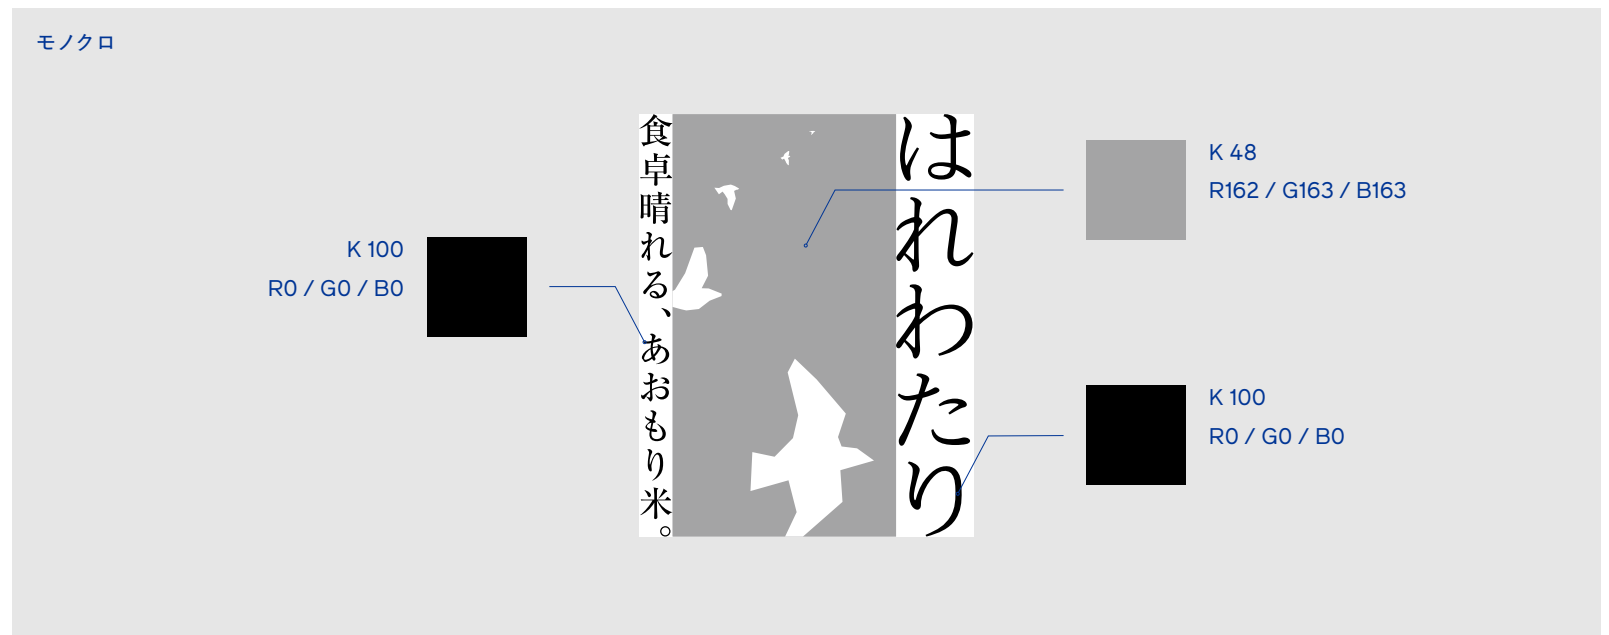 モノクロ
はれわたり
食卓晴れる、あおもり米。
K 100
R0 / G0 / B0
K 48
R162 / G163 / B163
K 100
R0 / G0 / B0